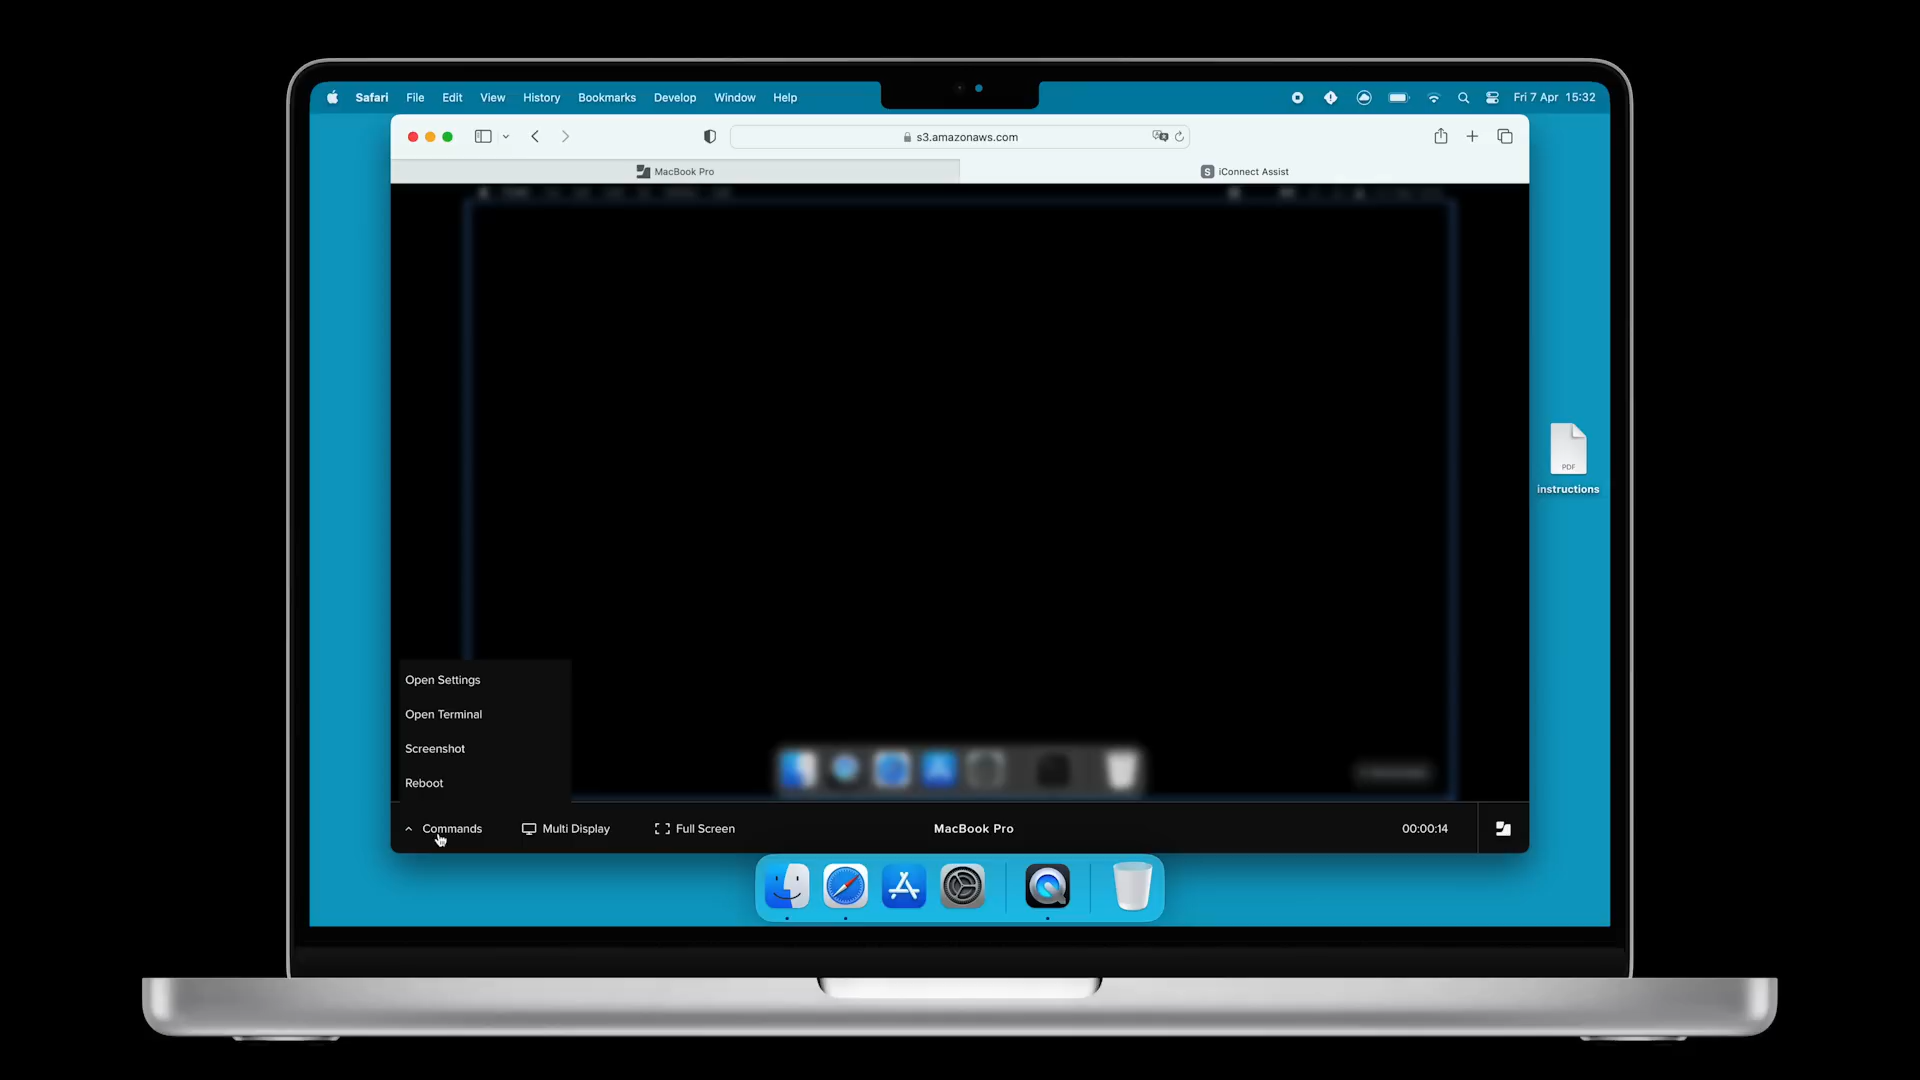 Safari File Edit View History Bookmarks Develop Window Help
Fri 7 Apr 15:32
s3.amazonaws.com
MacBook Pro
S iConnect Assist
PDF
instructions
Open Settings
Open Terminal
Screenshot
Reboot
Commands Multi Display Full Screen MacBook Pro 00:00:14